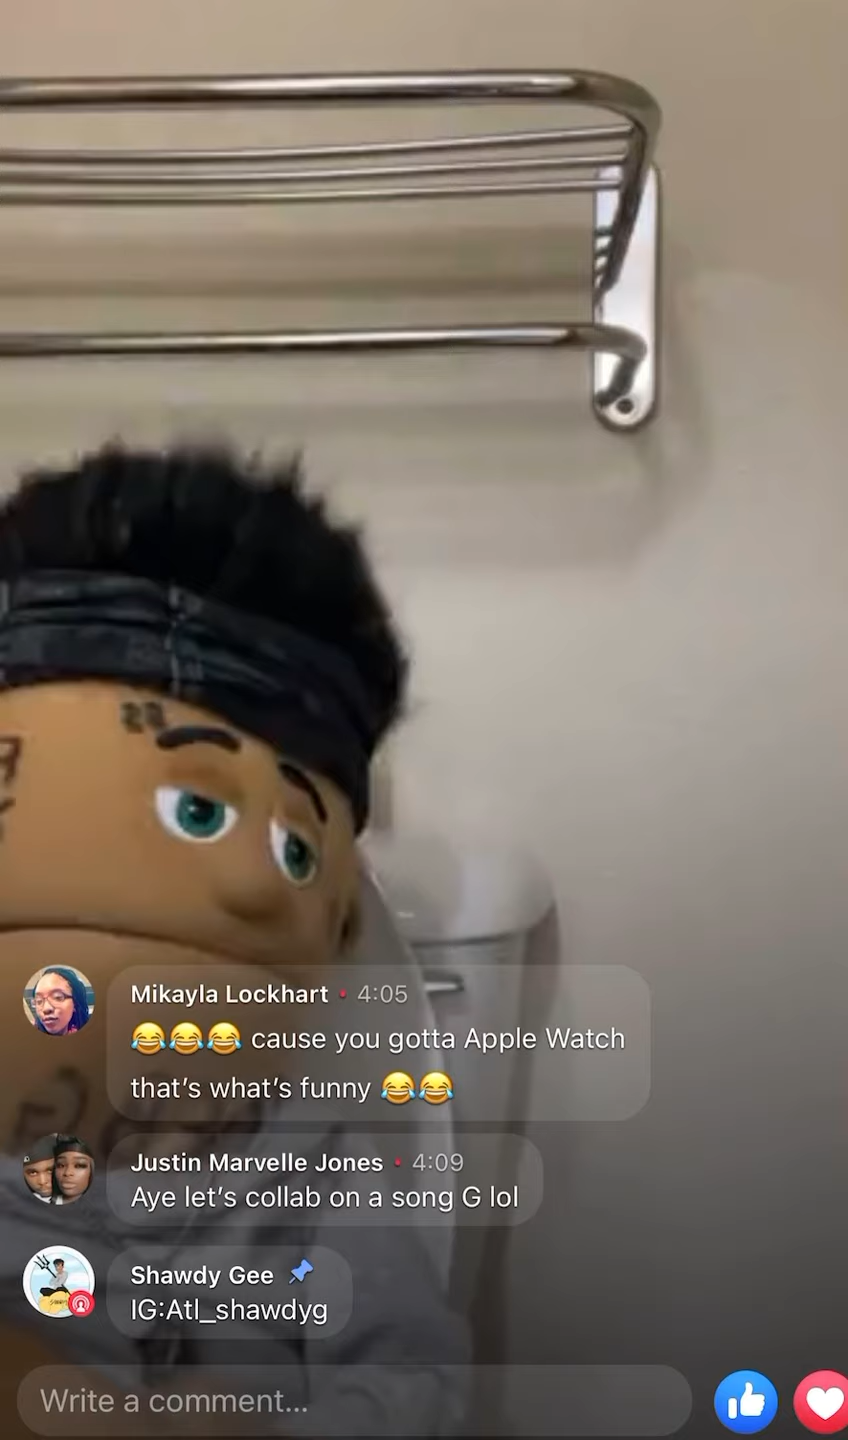 Mikayla Lockhart • 4:05
😂😂😂 cause you gotta Apple Watch
that’s what’s funny 😂😂
Justin Marvelle Jones • 4:09
Aye let’s collab on a song G lol
Shawdy Gee 📌
IG:Atl_shawdyg
Write a comment...